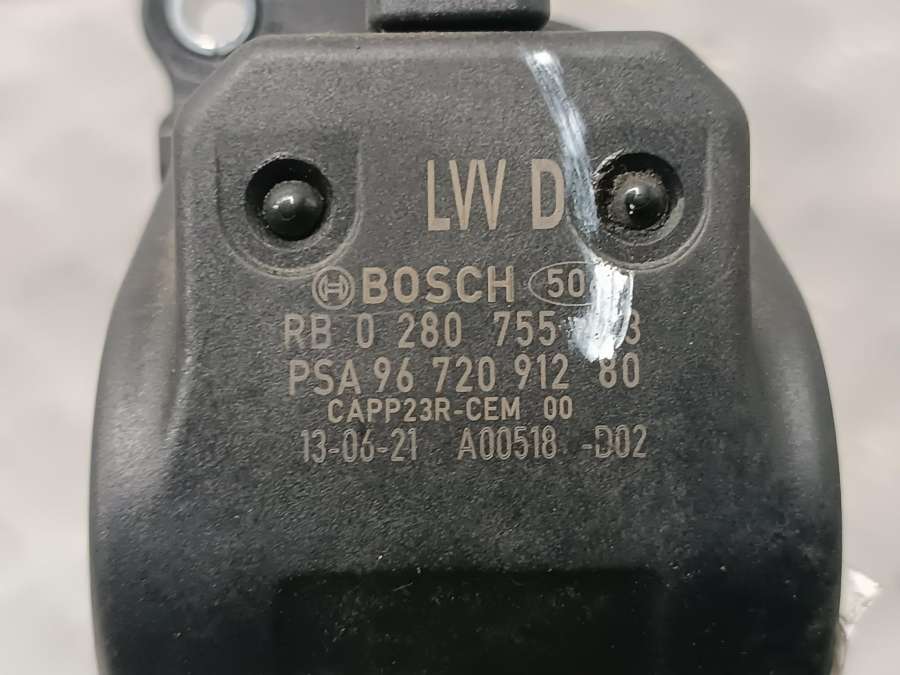 LVV D
BOSCH 50
RB 0 280 755
PSA 96 720 912 80
CAPP23R-CEM 00
13-06-21 A00518 -D02